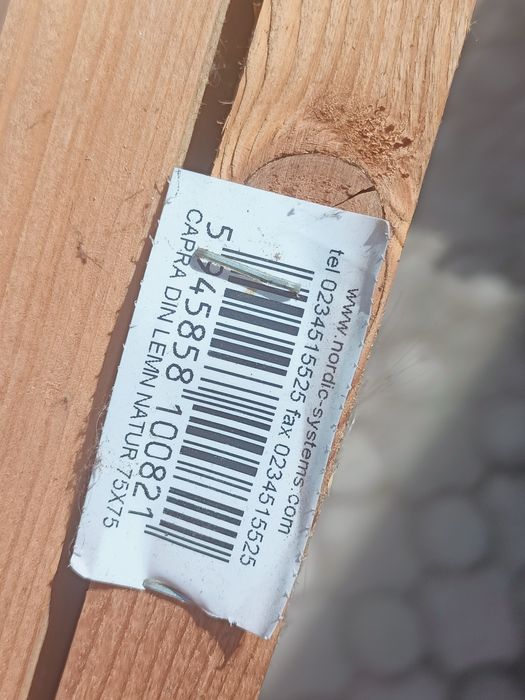 www.nordic-systems.com
tel 0234515525 fax 0234515525
5 945858 100821
CAPRA DIN LEMN NATUR 75X75